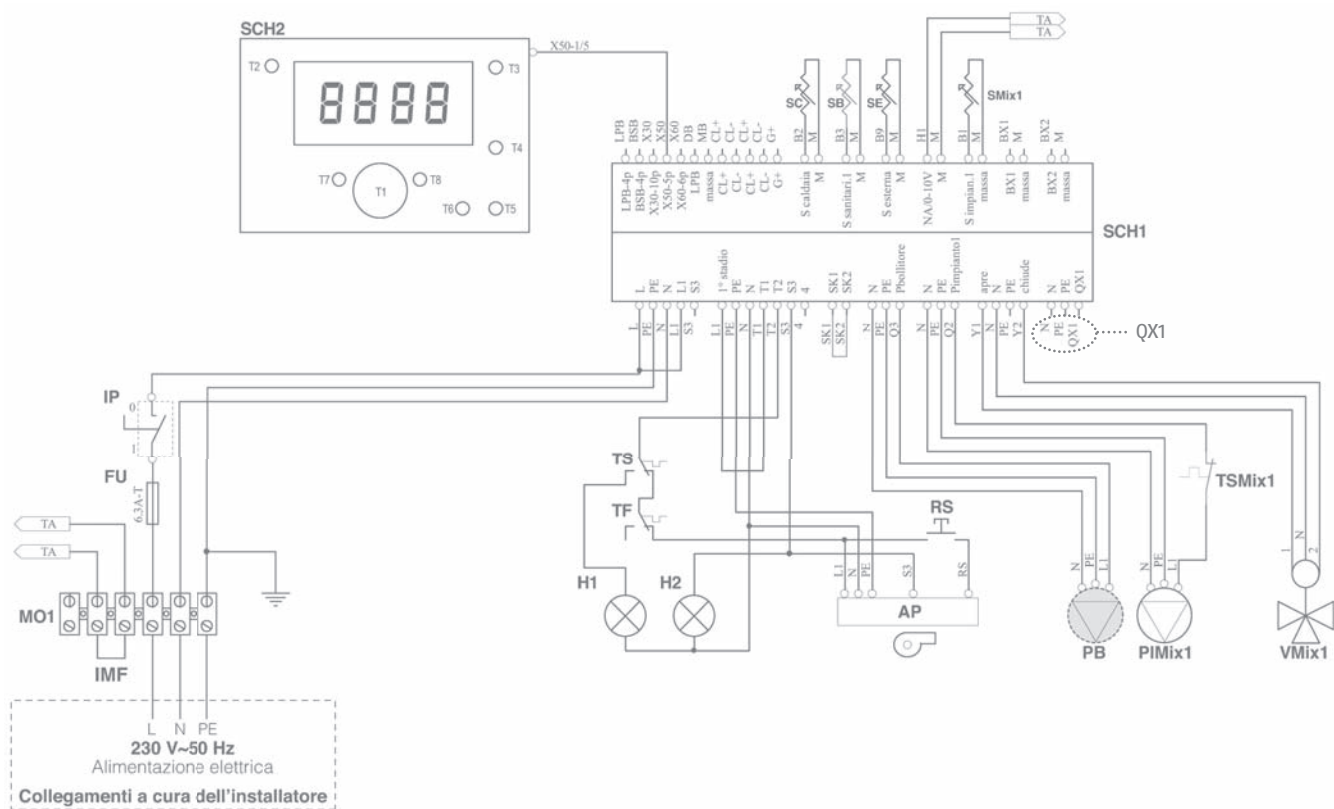 SCH2
X50-1/5
T2
T3
T4
T7
T8
T1
T6
T5
8888
TA
TA
SC
SB
SE
SMix1
LPB
BSB
X30
X50
X60
DB
MB
CL+
CL-
CL+
CL-
G+
B2
M
B3
M
B9
M
H1
M
B1
M
BX1
M
BX2
M
LPB-4p
BSB-4p
X30-10p
X50-5p
X60-6p
LPB
massa
CL+
CL-
CL+
CL-
G+
S caldaia
M
S sanitari.1
M
S esterna
M
NA/0-10V
M
S impian.1
massa
BX1
massa
BX2
massa
SCH1
L
PE
N
L1
S3
1° stadio
PE
N
T1
T2
S3
4
SK1
SK2
N
PE
Pbollitore
N
PE
Pimpianto1
apre
N
PE
chiude
N
PE
QX1
L
PE
N
L1
S3
L1
PE
N
T1
T2
S3
4
SK1
SK2
N
PE
Q3
N
PE
Q2
Y1
N
PE
Y2
N
PE
QX1
QX1
IP
0
1
FU
6.3A-T
TA
TA
MO1
IMF
TS
TF
RS
TSMix1
H1
H2
L1
N
PE
S3
RS
AP
N
PE
L1
PB
N
PE
L1
PIMix1
1
N
2
VMix1
L N PE
230 V~50 Hz
Alimentazione elettrica
Collegamenti a cura dell'installatore